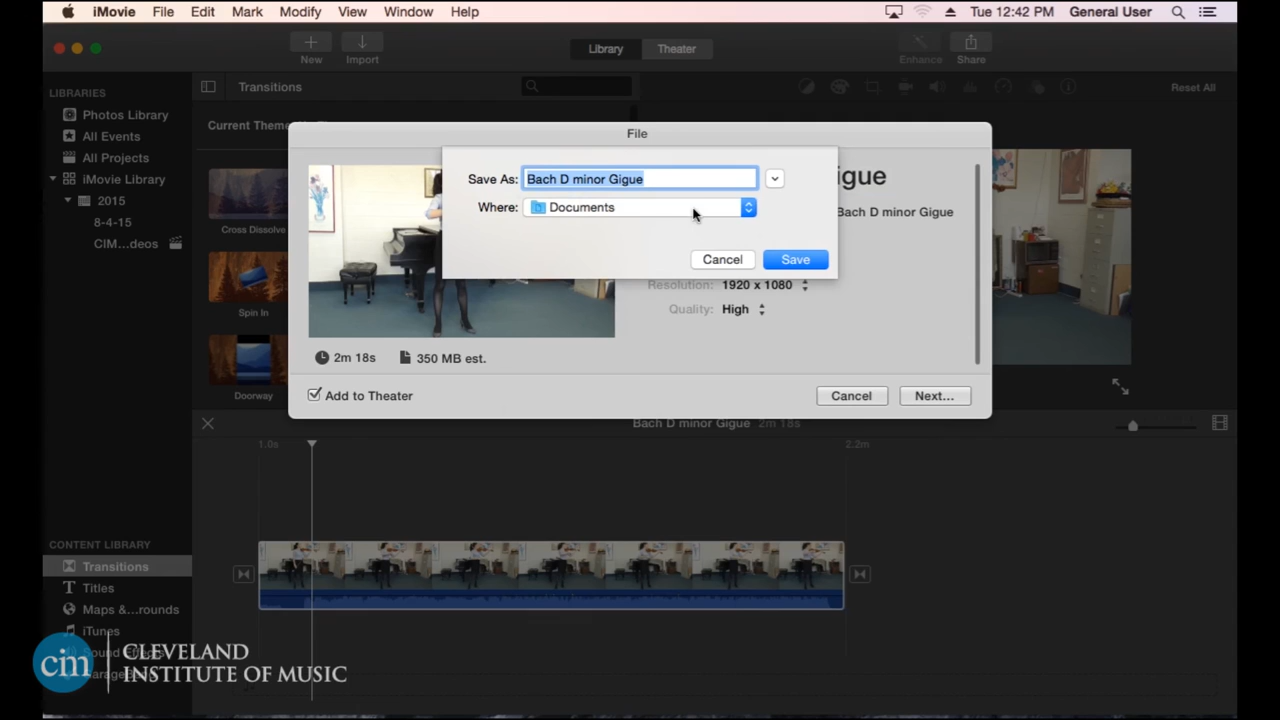 iMovie File Edit Mark Modify View Window Help Tue 12:42 PM General User
New Import Library Theater Enhance Share
LIBRARIES
Photos Library
All Events
All Projects
iMovie Library
2015
8-4-15
CIM...deos
Transitions
Reset All
Current Theme
Cross Dissolve
Spin In
Doorway
File
Save As: Bach D minor Gigue
Where: Documents
Cancel Save
igue
Bach D minor Gigue
Resolution: 1920 x 1080
Quality: High
2m 18s 350 MB est.
Add to Theater
Cancel Next...
Bach D minor Gigue 2m 18s
1.0s 2.2m
CONTENT LIBRARY
Transitions
Titles
Maps &...rounds
iTunes
Sound
cim CLEVELAND
INSTITUTE OF MUSIC